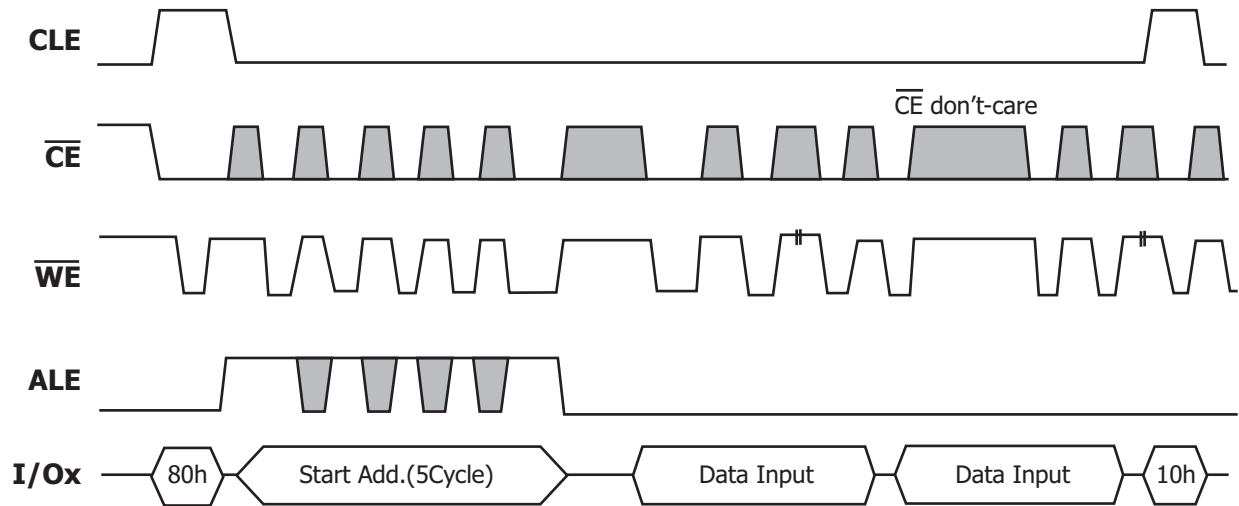 CLE
CE don't-care
CE
WE
ALE
I/Ox
80h
Start Add.(5Cycle)
Data Input
Data Input
10h